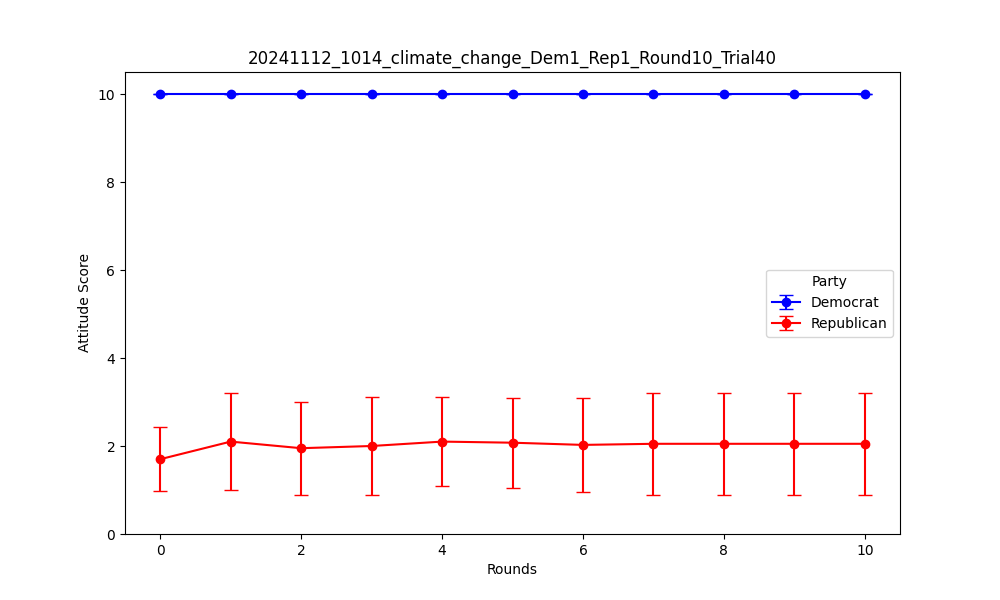 20241112_1014_climate_change_Dem1_Rep1_Round10_Trial40
10
8
6
4
2
0
Attitude Score
Party
Democrat
Republican
0 2 4 6 8 10
Rounds